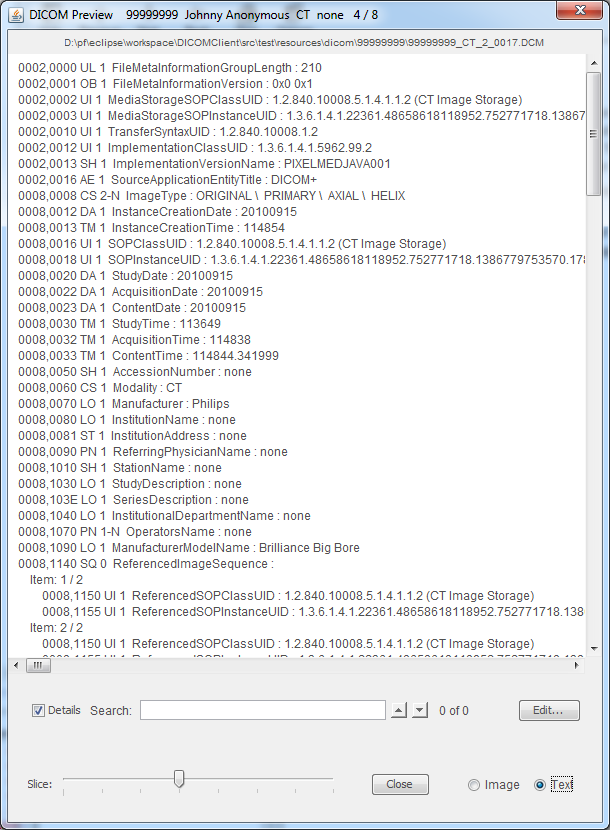 DICOM Preview 99999999 Johnny Anonymous CT none 4 / 8
D:\pf\eclipse\workspace\DICOMClient\src\test\resources\dicom\99999999\99999999_CT_2_0017.DCM
0002,0000 UL 1 FileMetaInformationGroupLength : 210
0002,0001 OB 1 FileMetaInformationVersion : 0x0 0x1
0002,0002 UI 1 MediaStorageSOPClassUID : 1.2.840.10008.5.1.4.1.1.2 (CT Image Storage)
0002,0003 UI 1 MediaStorageSOPInstanceUID : 1.3.6.1.4.1.22361.48658618118952.752771718.13867
0002,0010 UI 1 TransferSyntaxUID : 1.2.840.10008.1.2
0002,0012 UI 1 ImplementationClassUID : 1.3.6.1.4.1.5962.99.2
0002,0013 SH 1 ImplementationVersionName : PIXELMEDJAVA001
0002,0016 AE 1 SourceApplicationEntityTitle : DICOM+
0008,0008 CS 2-N ImageType : ORIGINAL \ PRIMARY \ AXIAL \ HELIX
0008,0012 DA 1 InstanceCreationDate : 20100915
0008,0013 TM 1 InstanceCreationTime : 114854
0008,0016 UI 1 SOPClassUID : 1.2.840.10008.5.1.4.1.1.2 (CT Image Storage)
0008,0018 UI 1 SOPInstanceUID : 1.3.6.1.4.1.22361.48658618118952.752771718.1386779753570.178
0008,0020 DA 1 StudyDate : 20100915
0008,0022 DA 1 AcquisitionDate : 20100915
0008,0023 DA 1 ContentDate : 20100915
0008,0030 TM 1 StudyTime : 113649
0008,0032 TM 1 AcquisitionTime : 114838
0008,0033 TM 1 ContentTime : 114844.341999
0008,0050 SH 1 AccessionNumber : none
0008,0060 CS 1 Modality : CT
0008,0070 LO 1 Manufacturer : Philips
0008,0080 LO 1 InstitutionName : none
0008,0081 ST 1 InstitutionAddress : none
0008,0090 PN 1 ReferringPhysicianName : none
0008,1010 SH 1 StationName : none
0008,1030 LO 1 StudyDescription : none
0008,103E LO 1 SeriesDescription : none
0008,1040 LO 1 InstitutionalDepartmentName : none
0008,1070 PN 1-N OperatorsName : none
0008,1090 LO 1 ManufacturerModelName : Brilliance Big Bore
0008,1140 SQ 0 ReferencedImageSequence :
Item: 1 / 2
0008,1150 UI 1 ReferencedSOPClassUID : 1.2.840.10008.5.1.4.1.1.2 (CT Image Storage)
0008,1155 UI 1 ReferencedSOPInstanceUID : 1.3.6.1.4.1.22361.48658618118952.752771718.138
Item: 2 / 2
0008,1150 UI 1 ReferencedSOPClassUID : 1.2.840.10008.5.1.4.1.1.2 (CT Image Storage)
Details Search: 0 of 0 Edit...
Slice: Close Image Text